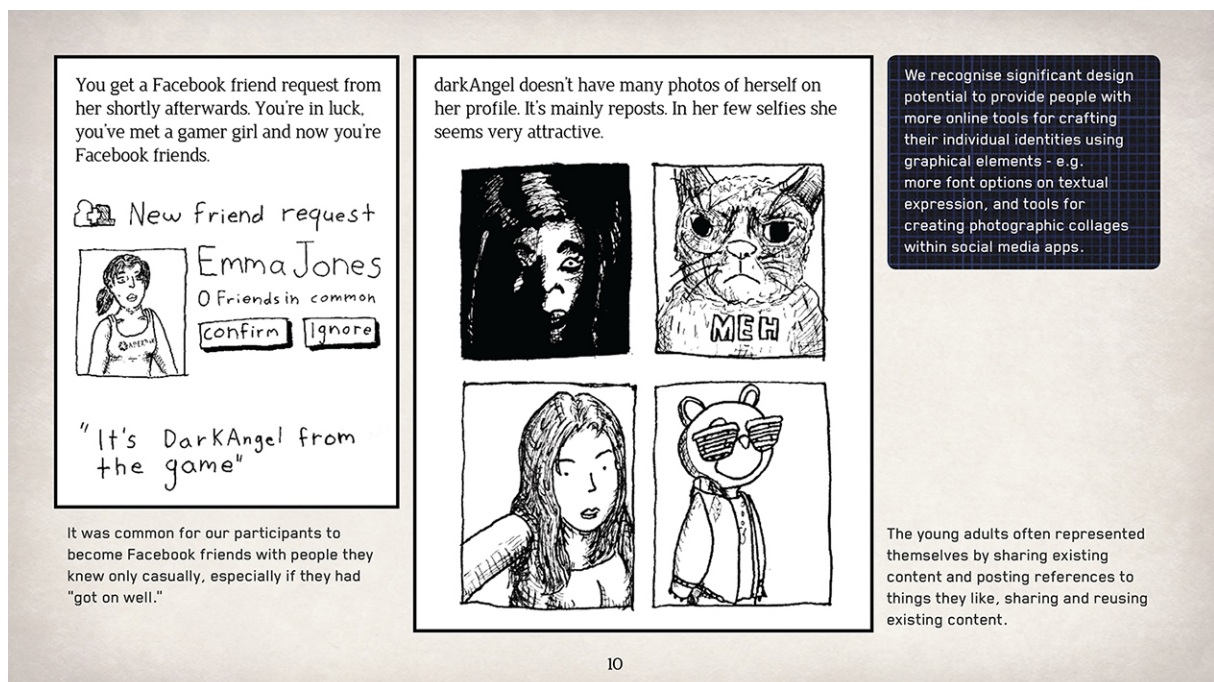 You get a Facebook friend request from
her shortly afterwards. You're in luck,
you've met a gamer girl and now you're
Facebook friends.
New friend request
Emma Jones
0 Friends in common
confirm
Ignore
"It's DarkAngel from
the game"
It was common for our participants to
become Facebook friends with people they
knew only casually, especially if they had
"got on well."
darkAngel doesn't have many photos of herself on
her profile. It's mainly reposts. In her few selfies she
seems very attractive.
MEH
We recognise significant design
potential to provide people with
more online tools for crafting
their individual identities using
graphical elements - e.g.
more font options on textual
expression, and tools for
creating photographic collages
within social media apps.
The young adults often represented
themselves by sharing existing
content and posting references to
things they like, sharing and reusing
existing content.
10